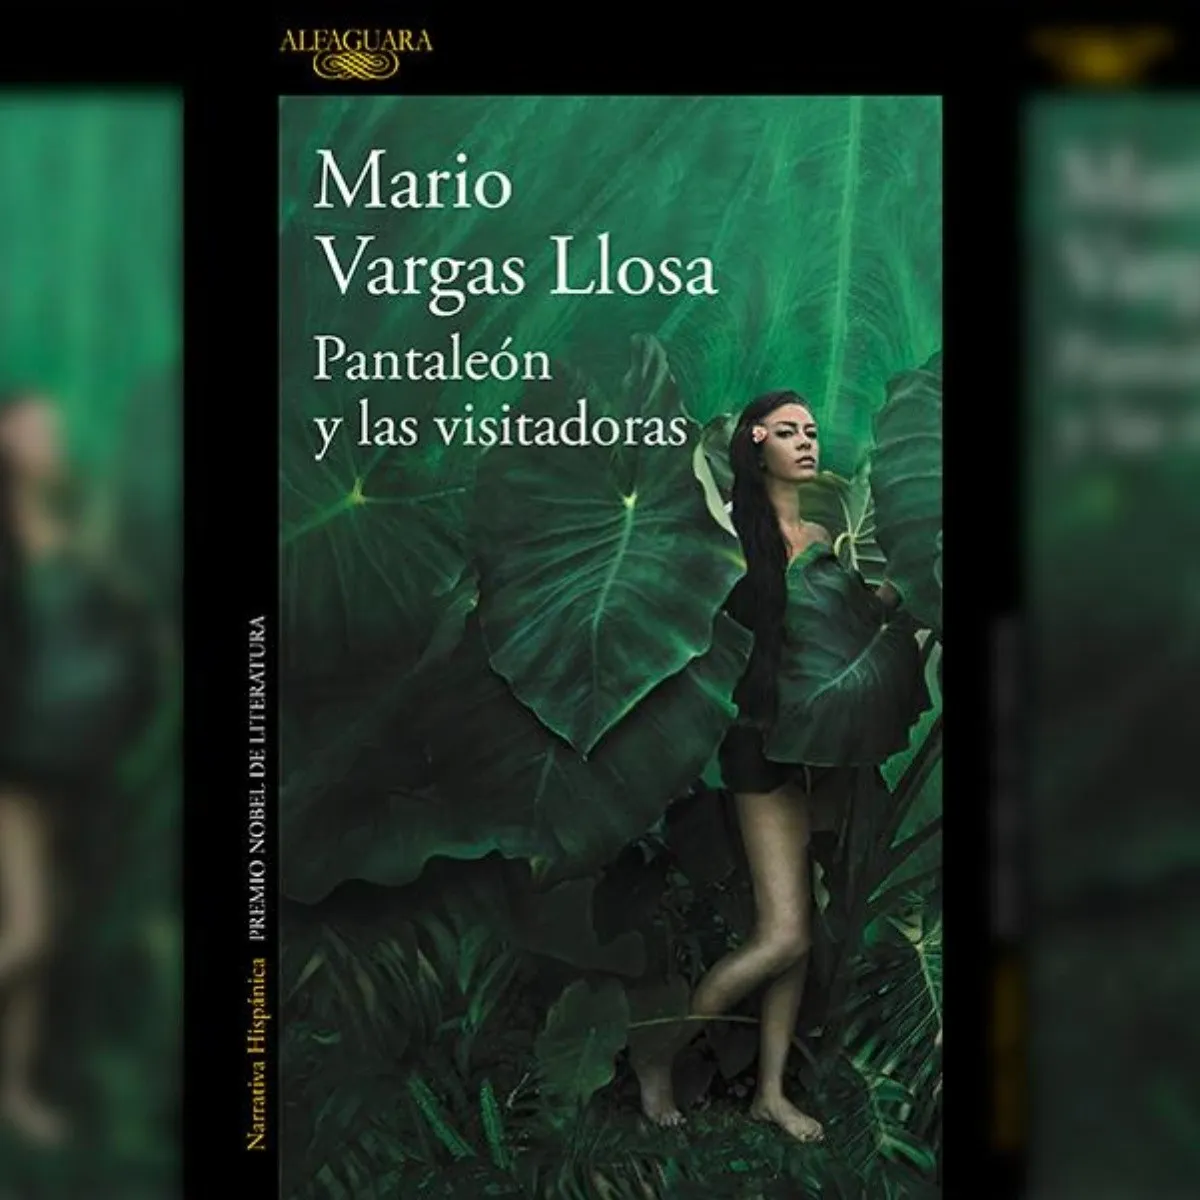 ALFAGUARA
Mario
Vargas Llosa
Pantaleón
y las visitadoras
Narrativa Hispánica PREMIO NOBEL DE LITERATURA